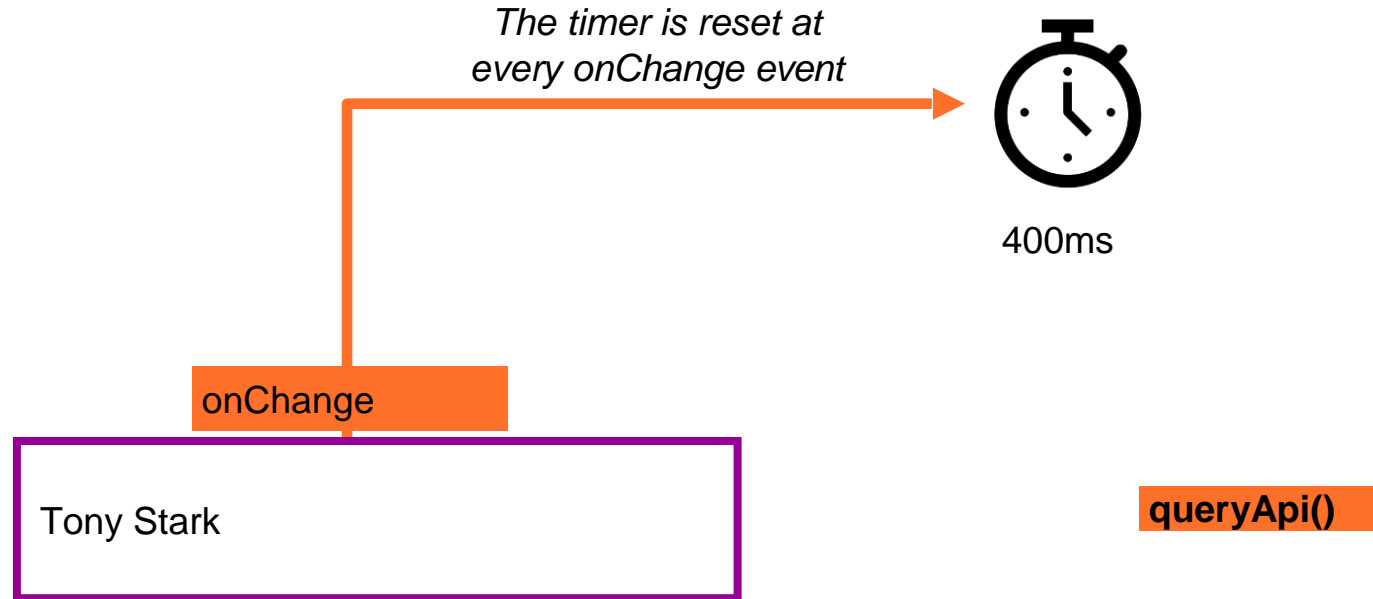 The timer is reset at
every onChange event
400ms
onChange
Tony Stark
queryApi()